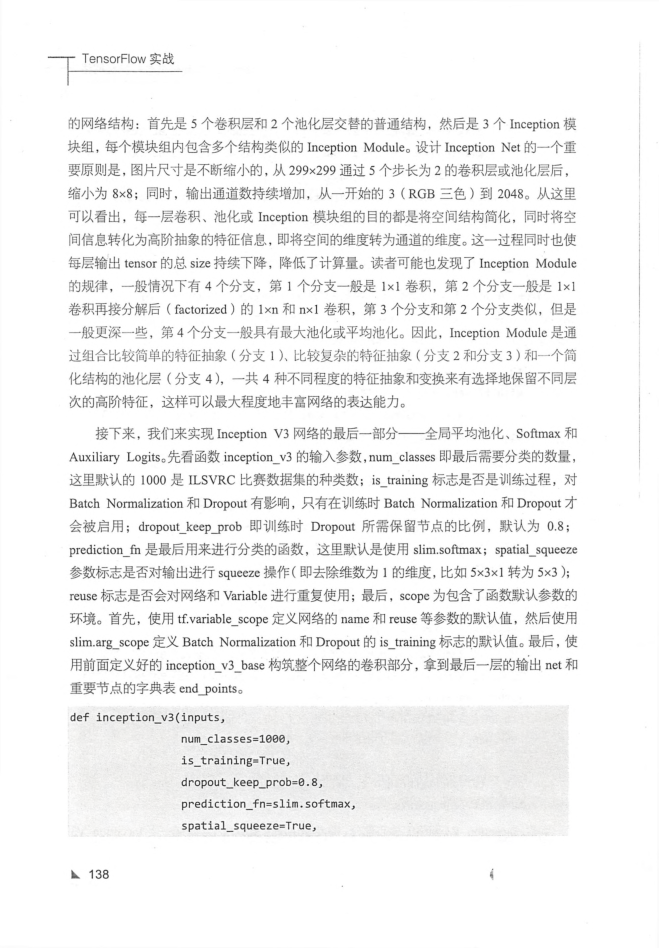 TensorFlow 实战
的网络结构：首先是 5 个卷积层和 2 个池化层交替的普通结构，然后是 3 个 Inception 模
块组，每个模块组内包含多个结构类似的 Inception Module。设计 Inception Net 的一个重
要原则是，图片尺寸是不断缩小的，从 299×299 通过 5 个步长为 2 的卷积层或池化层后，
缩小为 8×8；同时，输出通道数持续增加，从一开始的 3（RGB 三色）到 2048。从这里
可以看出，每一层卷积、池化或 Inception 模块组的目的都是将空间结构简化，同时将空
间信息转化为高阶抽象的特征信息，即将空间的维度转为通道的维度。这一过程同时也使
每层输出 tensor 的总 size 持续下降，降低了计算量。读者可能也发现了 Inception Module
的规律，一般情况下有 4 个分支，第 1 个分支一般是 1×1 卷积，第 2 个分支一般是 1×1
卷积再接分解后（factorized）的 1×n 和 n×1 卷积，第 3 个分支和第 2 个分支类似，但是
一般更深一些，第 4 个分支一般具有最大池化或平均池化。因此，Inception Module 是通
过组合比较简单的特征抽象（分支 1）、比较复杂的特征抽象（分支 2 和分支 3）和一个简
化结构的池化层（分支 4），一共 4 种不同程度的特征抽象和变换来有选择地保留不同层
次的高阶特征，这样可以最大程度地丰富网络的表达能力。
接下来，我们来实现 Inception V3 网络的最后一部分——全局平均池化、Softmax 和
Auxiliary Logits。先看函数 inception_v3 的输入参数，num_classes 即最后需要分类的数量，
这里默认的 1000 是 ILSVRC 比赛数据集的种类数；is_training 标志是否是训练过程，对
Batch Normalization 和 Dropout 有影响，只有在训练时 Batch Normalization 和 Dropout 才
会被启用；dropout_keep_prob 即训练时 Dropout 所需保留节点的比例，默认为 0.8；
prediction_fn 是最后用来进行分类的函数，这里默认是使用 slim.softmax；spatial_squeeze
参数标志是否对输出进行 squeeze 操作（即去除维数为 1 的维度，比如 5×3×1 转为 5×3）；
reuse 标志是否会对网络和 Variable 进行重复使用；最后，scope 为包含了函数默认参数的
环境。首先，使用 tf.variable_scope 定义网络的 name 和 reuse 等参数的默认值，然后使用
slim.arg_scope 定义 Batch Normalization 和 Dropout 的 is_training 标志的默认值。最后，使
用前面定义好的 inception_v3_base 构筑整个网络的卷积部分，拿到最后一层的输出 net 和
重要节点的字典表 end_points。
def inception_v3(inputs,
num_classes=1000,
is_training=True,
dropout_keep_prob=0.8,
prediction_fn=slim.softmax,
spatial_squeeze=True,
138